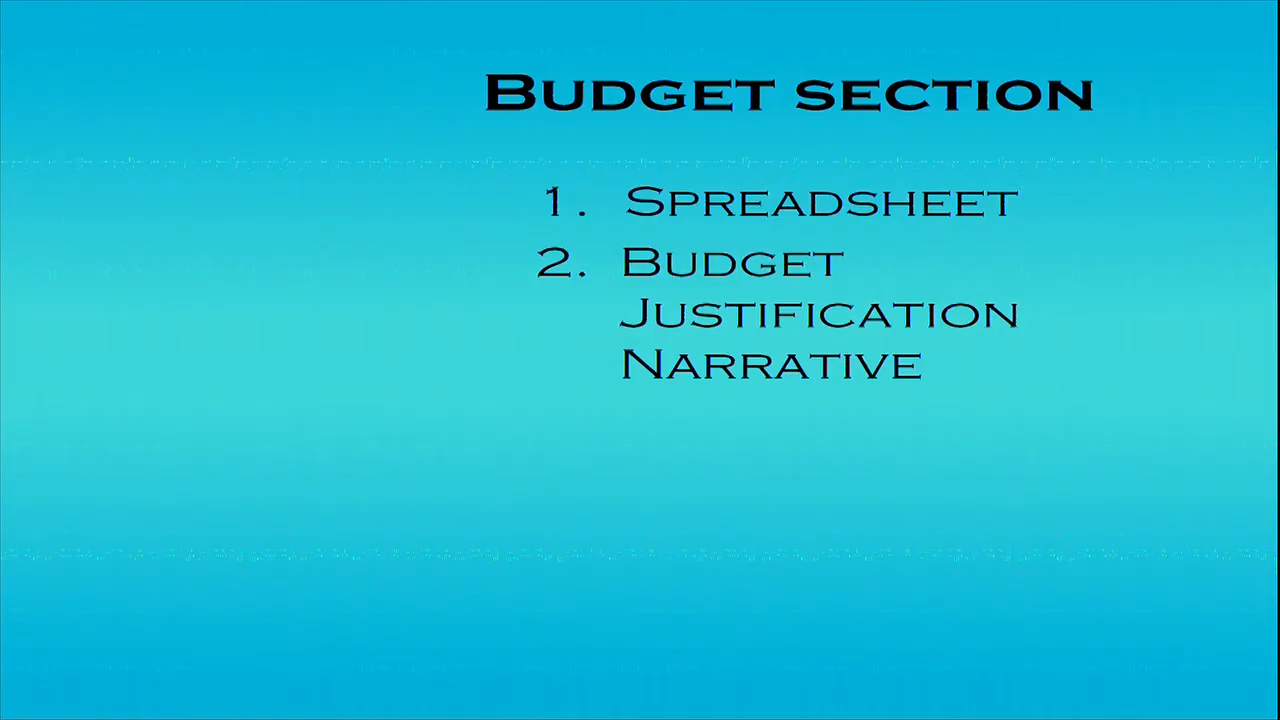 Budget section
1. Spreadsheet
2. Budget
Justification
Narrative